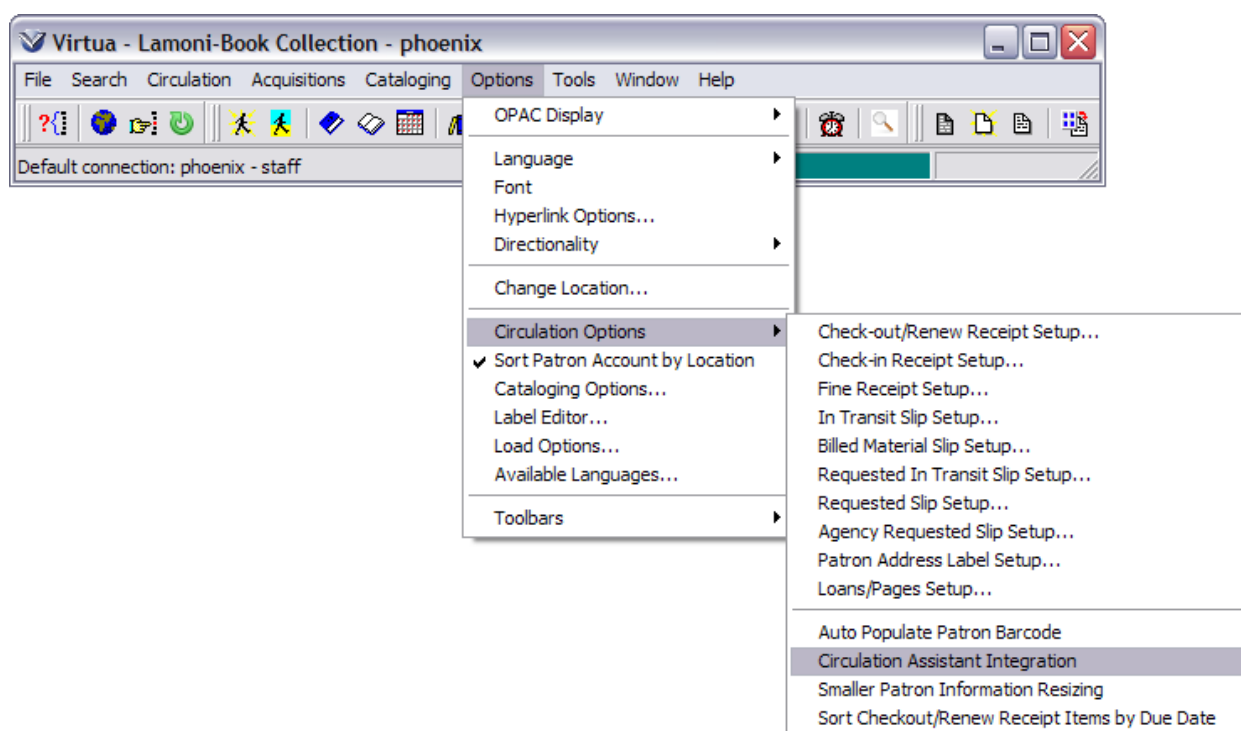 Virtua - Lamoni-Book Collection - phoenix
File Search Circulation Acquisitions Cataloging Options Tools Window Help
?{}
Default connection: phoenix - staff
OPAC Display
Language
Font
Hyperlink Options...
Directionality
Change Location...
Circulation Options
Sort Patron Account by Location
Cataloging Options...
Label Editor...
Load Options...
Available Languages...
Toolbars
Check-out/Renew Receipt Setup...
Check-in Receipt Setup...
Fine Receipt Setup...
In Transit Slip Setup...
Billed Material Slip Setup...
Requested In Transit Slip Setup...
Requested Slip Setup...
Agency Requested Slip Setup...
Patron Address Label Setup...
Loans/Pages Setup...
Auto Populate Patron Barcode
Circulation Assistant Integration
Smaller Patron Information Resizing
Sort Checkout/Renew Receipt Items by Due Date